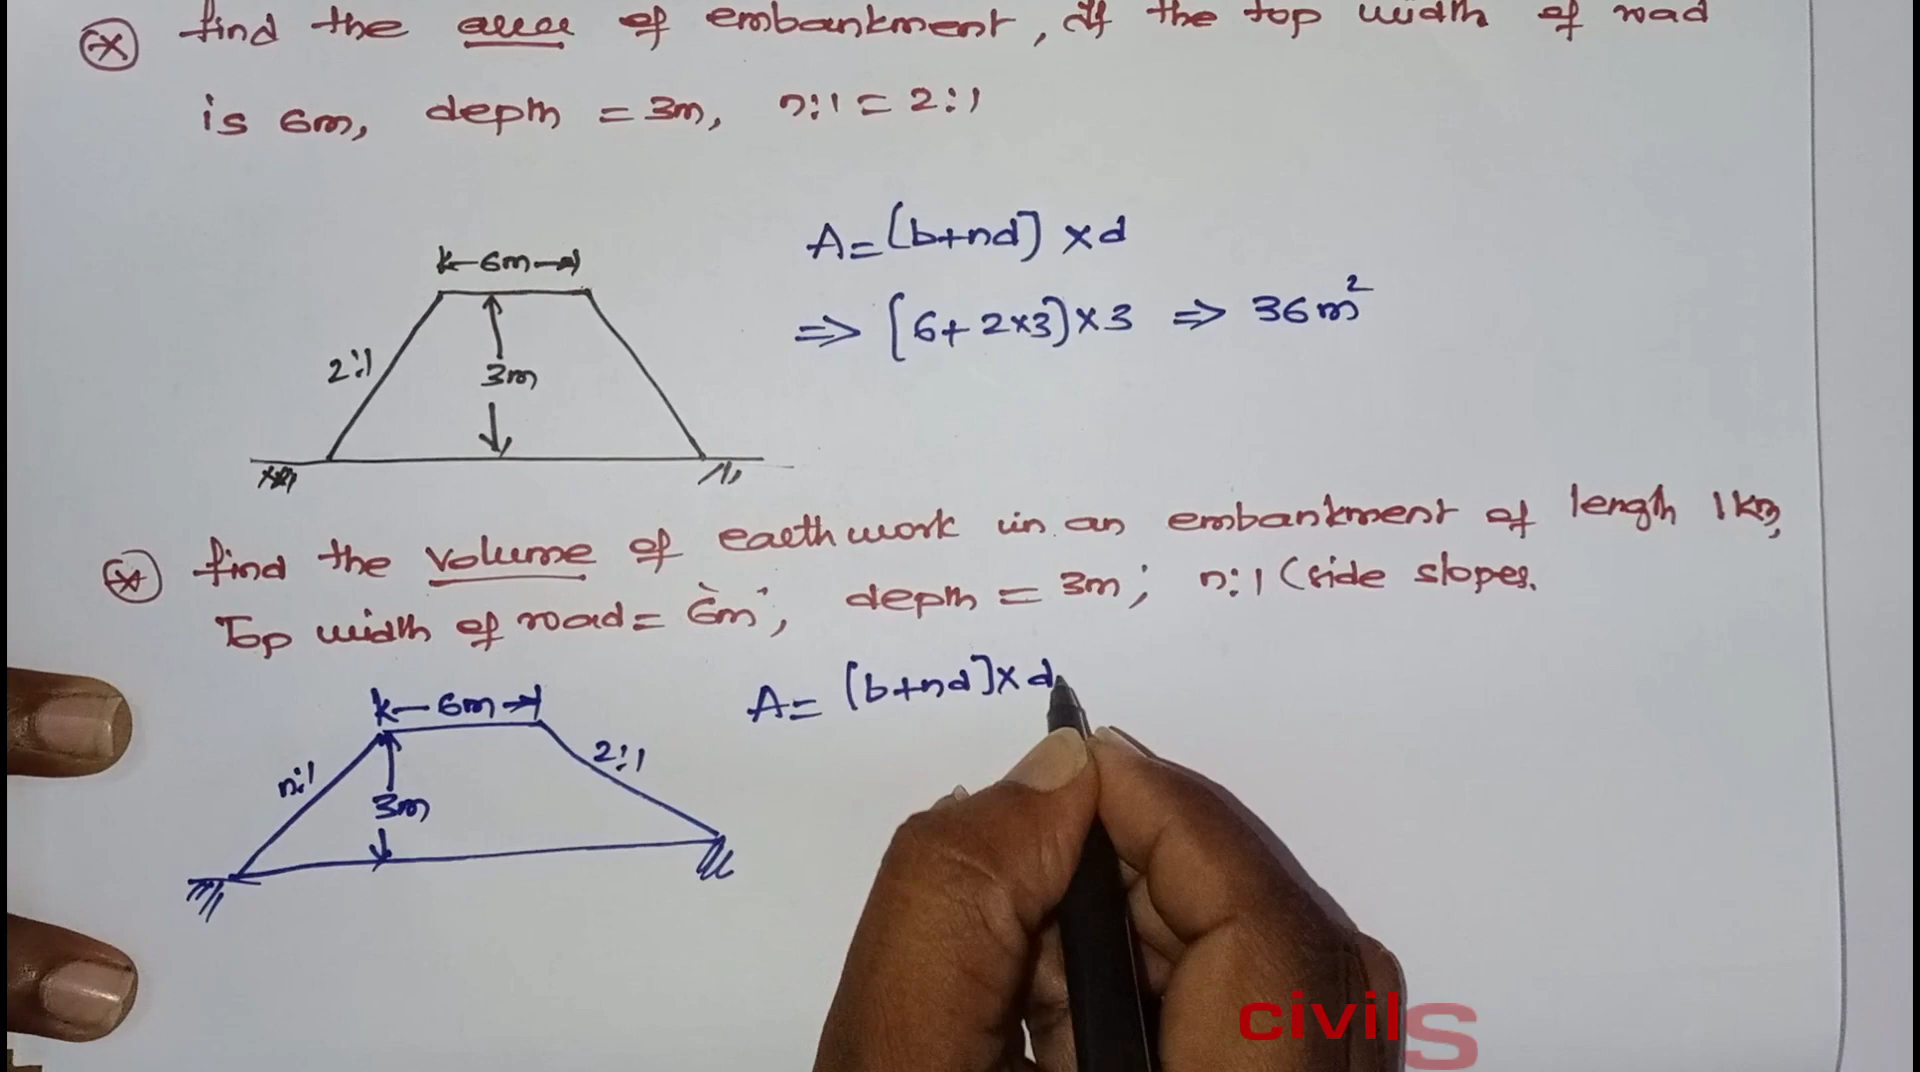 find the area of embankment, if the top width of road
is 6m, depth = 3m, n:1 = 2:1
6m
2:1
3m
A = (b+nd) × d
⇒ (6+2×3)×3 ⇒ 36m²
find the volume of earthwork in an embankment of length 1km,
Top width of road = 6m, depth = 3m; n:1 (side slopes.
6m
n:1
2:1
3m
A = (b+nd)×d
civils